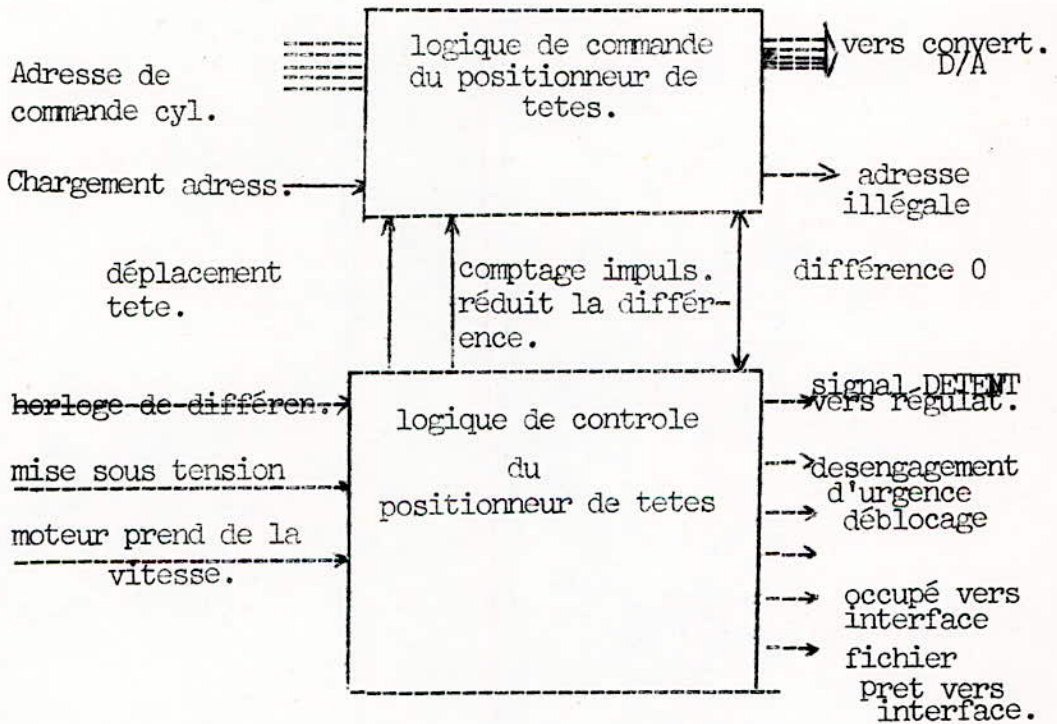 Adresse de
commande cyl.
logique de commande
du positionneur de
tetes.
vers convert.
D/A
Chargement adress.
adresse
illégale
déplacement
tete.
comptage impuls.
réduit la différ-
ence.
différence 0
horloge de différen.
mise sous tension
moteur prend de la
vitesse.
logique de controle
du
positionneur de tetes
signal DETENT
vers régulat.
desengagement
d'urgence
déblocage
occupé vers
interface
fichier
pret vers
interface.